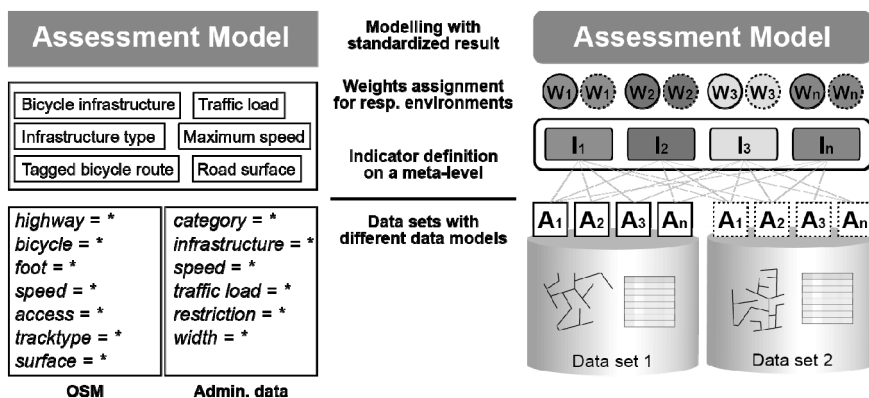 Assessment Model
Bicycle infrastructure
Traffic load
Infrastructure type
Maximum speed
Tagged bicycle route
Road surface
highway = *
bicycle = *
foot = *
speed = *
access = *
tracktype = *
surface = *
OSM
category = *
infrastructure = *
speed = *
traffic load = *
restriction = *
width = *
Admin. data
Modelling with
standardized result
Weights assignment
for resp. environments
Indicator definition
on a meta-level
Data sets with
different data models
Assessment Model
W1 W1 W2 W2 W3 W3 Wn Wn
I1 I2 I3 In
A1 A2 A3 An A1 A2 A3 An
Data set 1
Data set 2